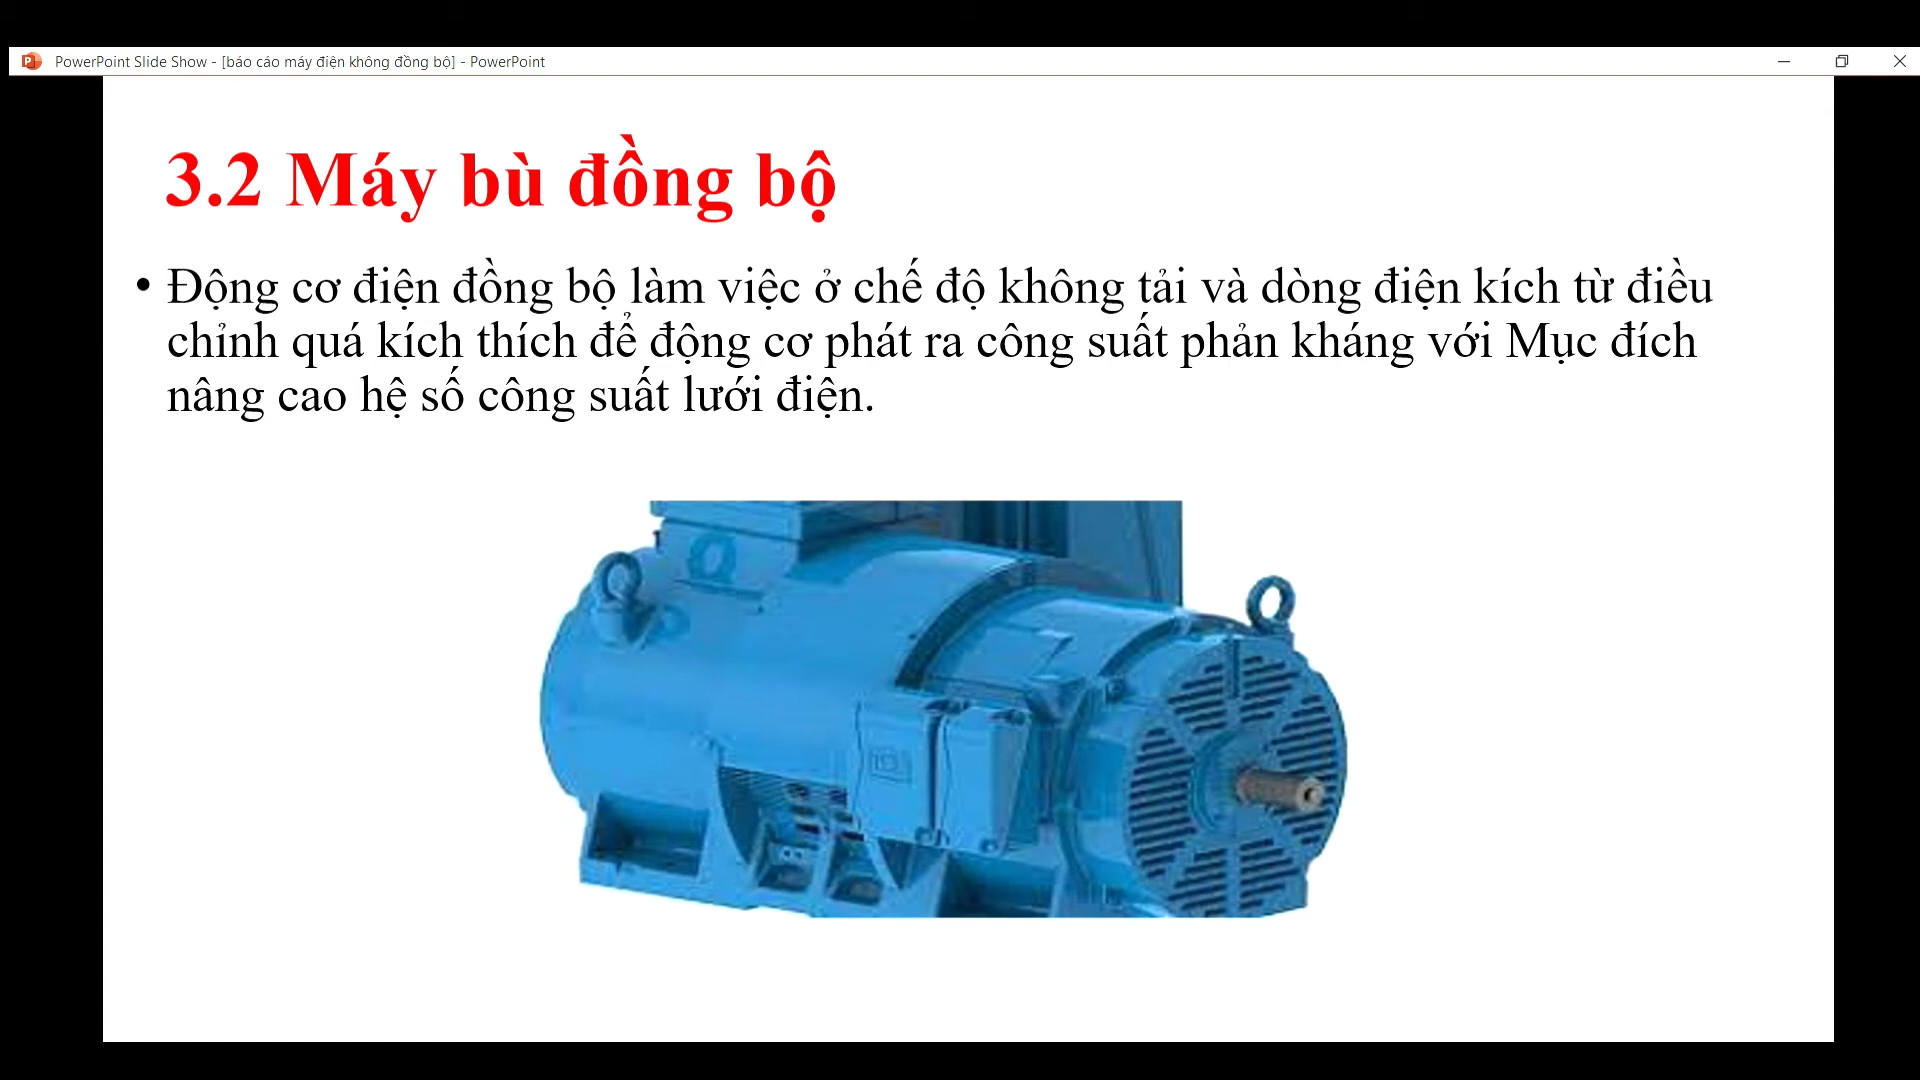 PowerPoint Slide Show - [báo cáo máy điện không đồng bộ] - PowerPoint
3.2 Máy bù đồng bộ
• Động cơ điện đồng bộ làm việc ở chế độ không tải và dòng điện kích từ điều
chỉnh quá kích thích để động cơ phát ra công suất phản kháng với Mục đích
nâng cao hệ số công suất lưới điện.